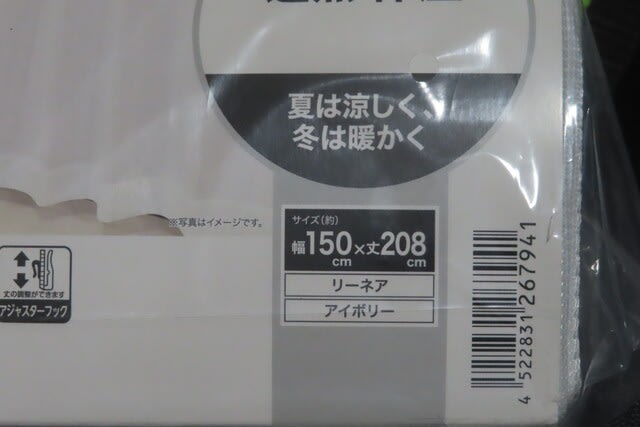 夏は涼しく、
冬は暖かく
※写真はイメージです。
サイズ(約)
幅150cm×丈208cm
リーネア
アイボリー
丈の調整ができます
アジャスターフック
4 522831 267941